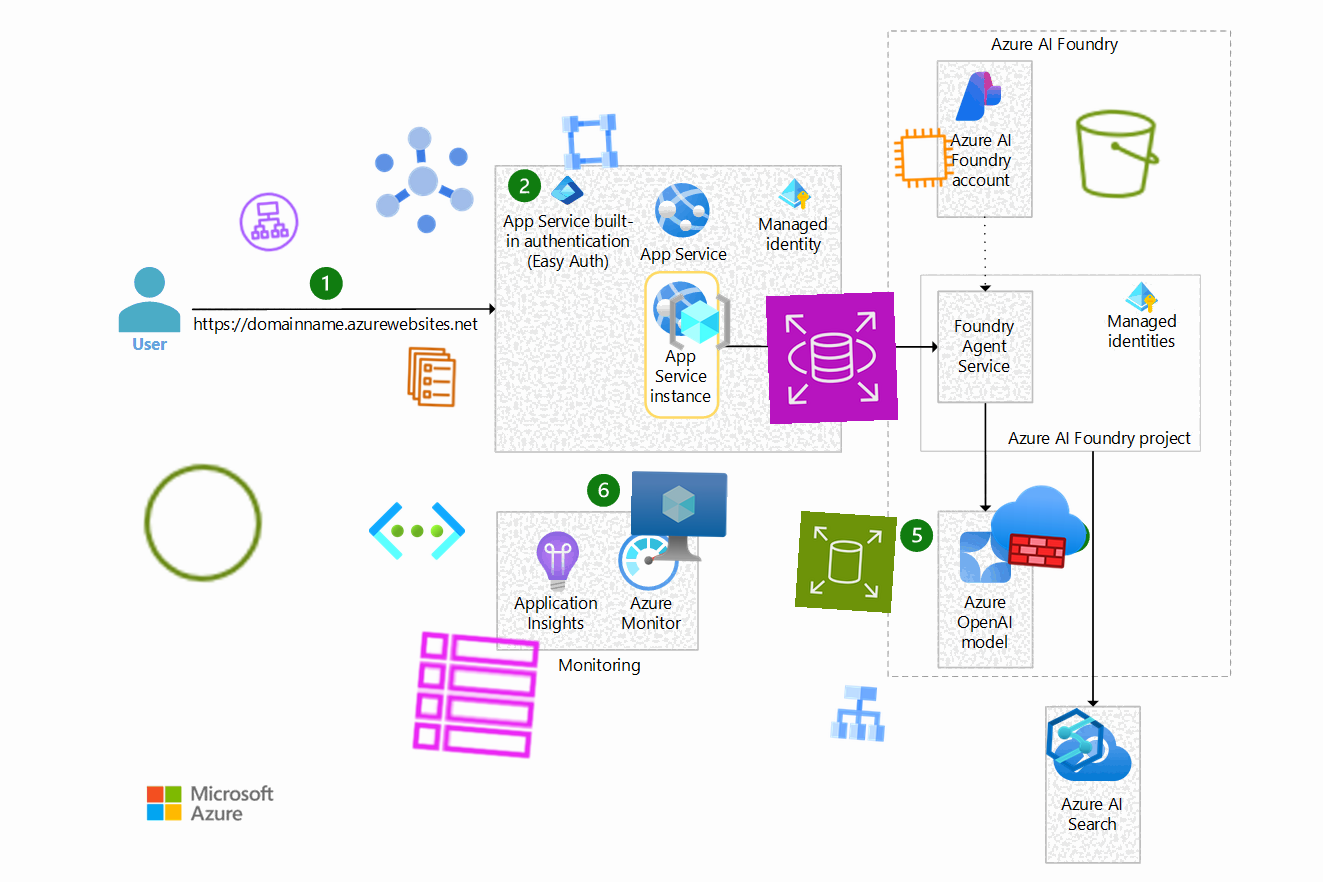 Azure AI Foundry
Azure AI
Foundry
account
2
App Service built-
in authentication
(Easy Auth)
App Service
Managed
identity
1
https://domainname.azurewebsites.net
User
App
Service
instance
Foundry
Agent
Service
Managed
identities
Azure AI Foundry project
6
5
Application
Insights
Azure
Monitor
Monitoring
Azure
OpenAI
model
Microsoft
Azure
Azure AI
Search